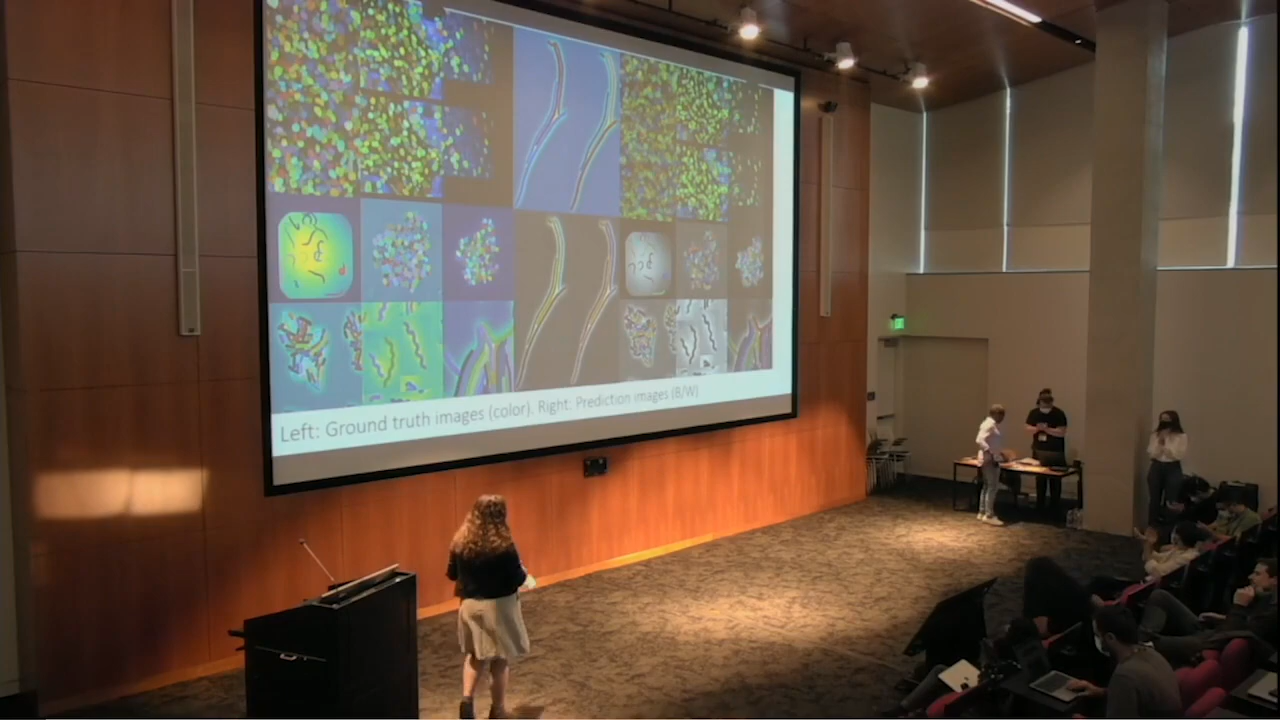 Left: Ground truth images (color). Right: Prediction images (B/W)